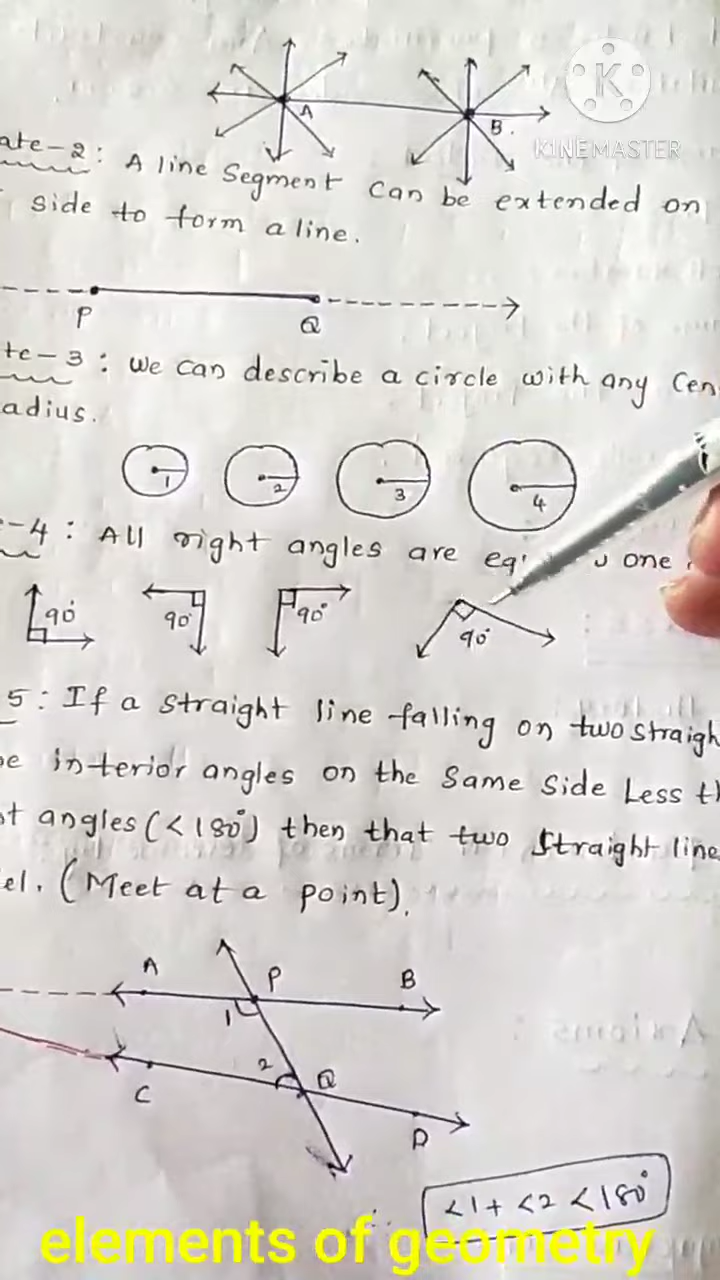 A
B.
K
KINEMASTER
ate-2: A line Segment can be extended on
side to form a line.
P
Q
te-3: we can describe a circle with any Cen
adius.
1
2
3
4
-4: All right angles are eq one
90°
90°
90°
90°
5: If a straight line falling on two straigh
e interior angles on the same side Less th
t angles (<180°) then that two straight line
el. (Meet at a point).
A
P
B
1
2
Q
C
D
∴ <1 + <2 < 180°
Axioms:
elements of geometry